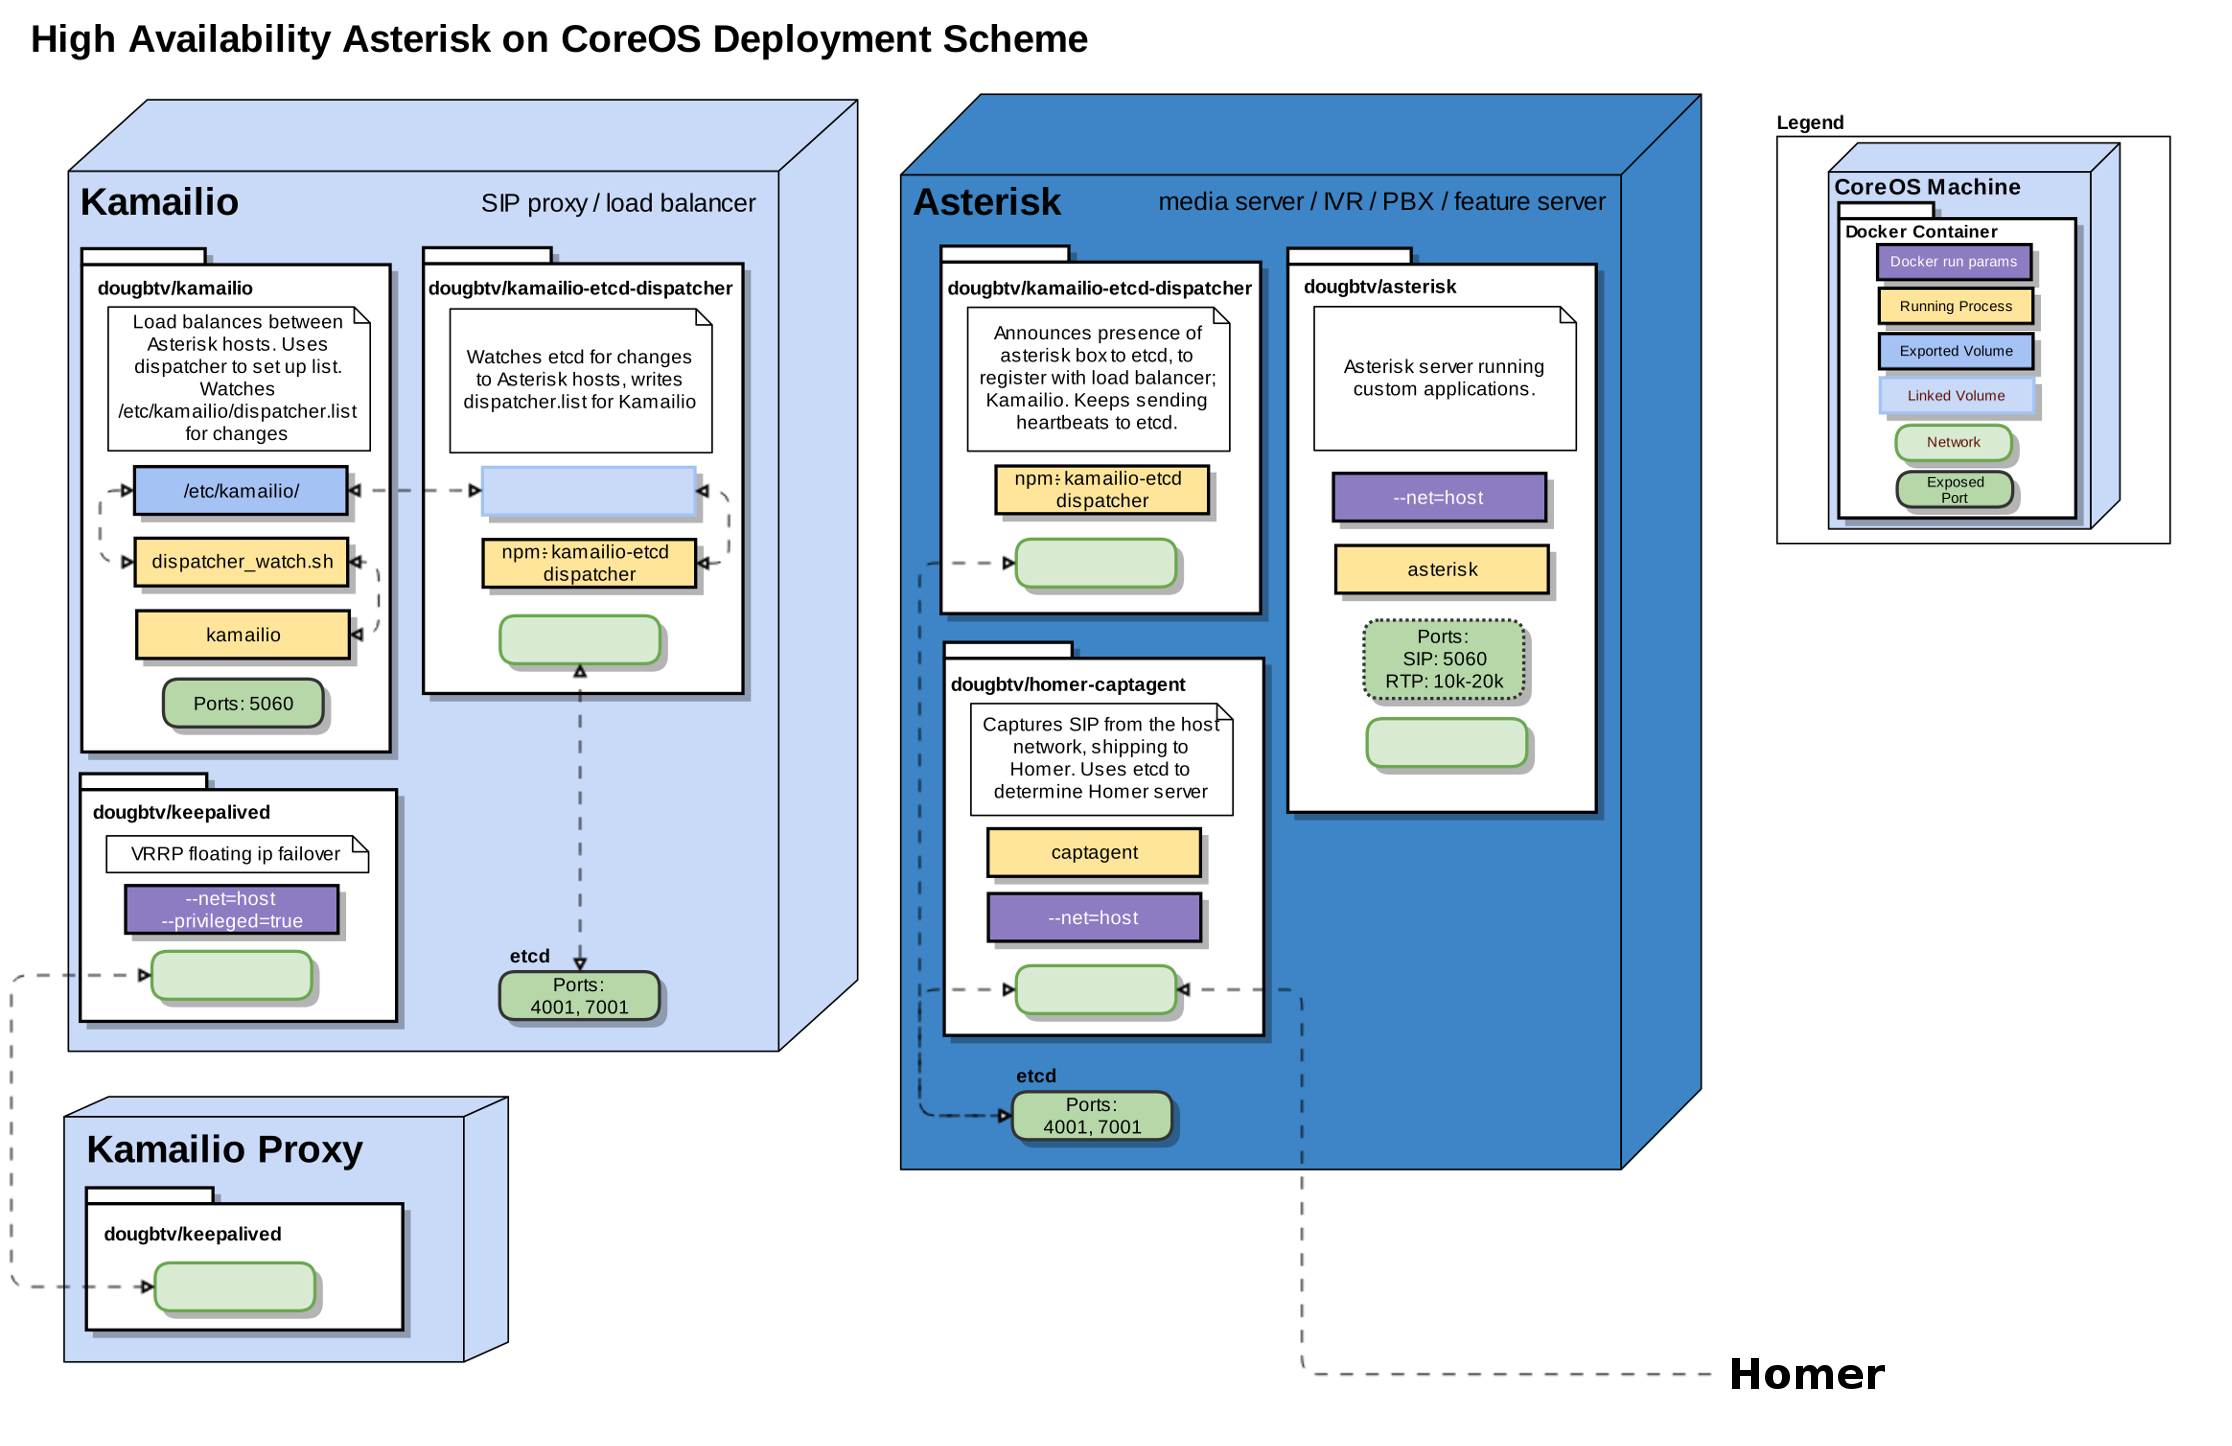 High Availability Asterisk on CoreOS Deployment Scheme
Kamailio
SIP proxy / load balancer
dougbtv/kamailio
Load balances between
Asterisk hosts. Uses
dispatcher to set up list.
Watches
/etc/kamailio/dispatcher.list
for changes
/etc/kamailio/
dispatcher_watch.sh
kamailio
Ports: 5060
dougbtv/kamailio-etcd-dispatcher
Watches etcd for changes
to Asterisk hosts, writes
dispatcher.list for Kamailio
npm: kamailio-etcd
dispatcher
dougbtv/keepalived
VRRP floating ip failover
--net=host
--privileged=true
etcd
Ports:
4001, 7001
Kamailio Proxy
dougbtv/keepalived
Asterisk
media server / IVR / PBX / feature server
dougbtv/kamailio-etcd-dispatcher
Announces presence of
asterisk box to etcd, to
register with load balancer;
Kamailio. Keeps sending
heartbeats to etcd.
npm: kamailio-etcd
dispatcher
dougbtv/asterisk
Asterisk server running
custom applications.
--net=host
asterisk
Ports:
SIP: 5060
RTP: 10k-20k
dougbtv/homer-captagent
Captures SIP from the host
network, shipping to
Homer. Uses etcd to
determine Homer server
captagent
--net=host
etcd
Ports:
4001, 7001
Homer
Legend
CoreOS Machine
Docker Container
Docker run params
Running Process
Exported Volume
Linked Volume
Network
Exposed
Port